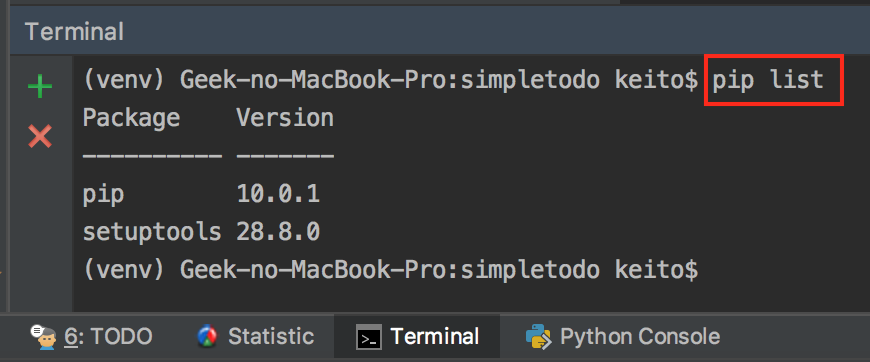 Terminal
(venv) Geek-no-MacBook-Pro:simpletodo keito$ pip list
Package    Version
---------- -------
pip        10.0.1
setuptools 28.8.0
(venv) Geek-no-MacBook-Pro:simpletodo keito$
6: TODO Statistic Terminal Python Console